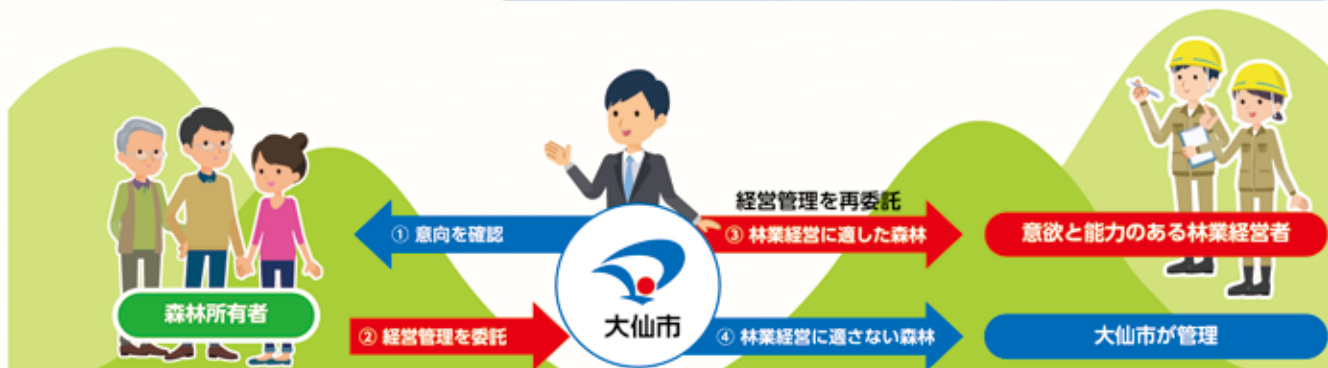 経営管理を再委託
① 意向を確認
③ 林業経営に適した森林
意欲と能力のある林業経営者
森林所有者
② 経営管理を委託
大仙市
④ 林業経営に適さない森林
大仙市が管理